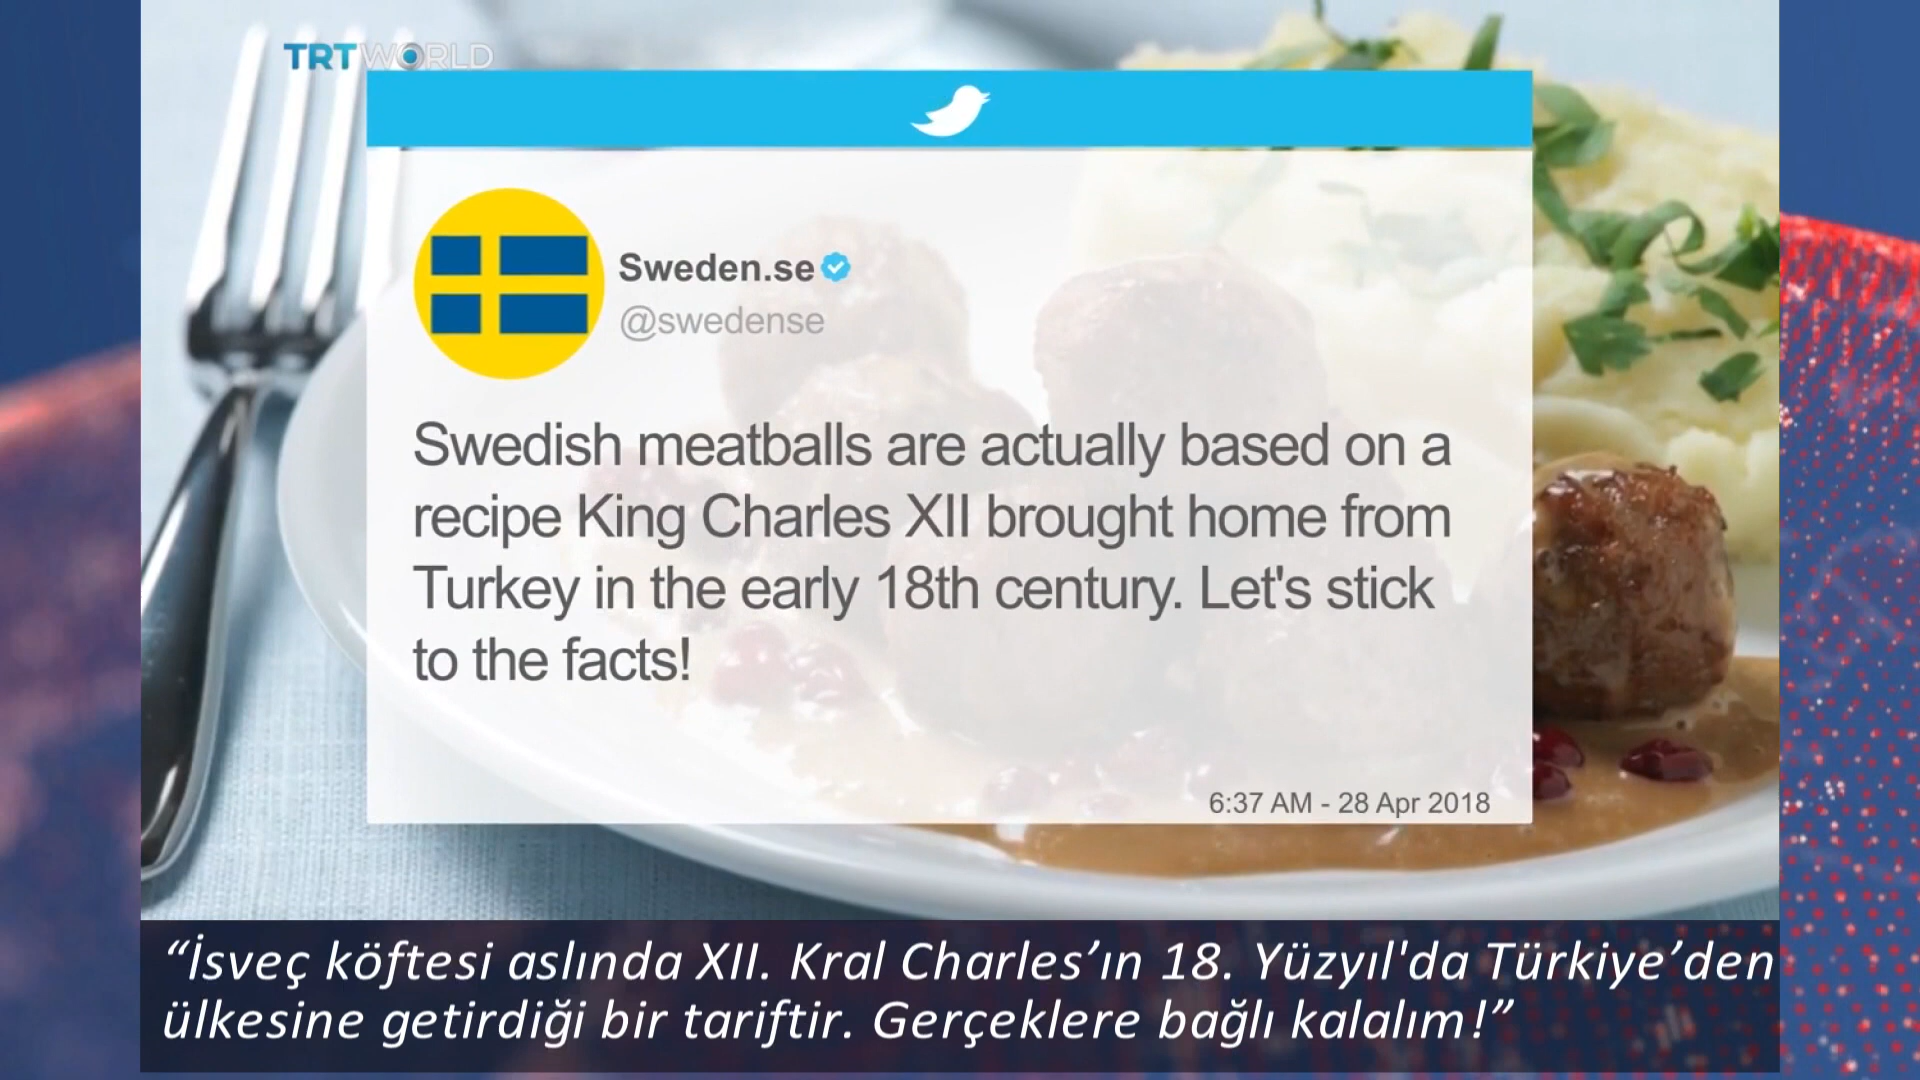 TRT WORLD
Sweden.se
@swedense
Swedish meatballs are actually based on a
recipe King Charles XII brought home from
Turkey in the early 18th century. Let's stick
to the facts!
6:37 AM - 28 Apr 2018
“İsveç köftesi aslında XII. Kral Charles’ın 18. Yüzyıl'da Türkiye’den
ülkesine getirdiği bir tariftir. Gerçeklere bağlı kalalım!”